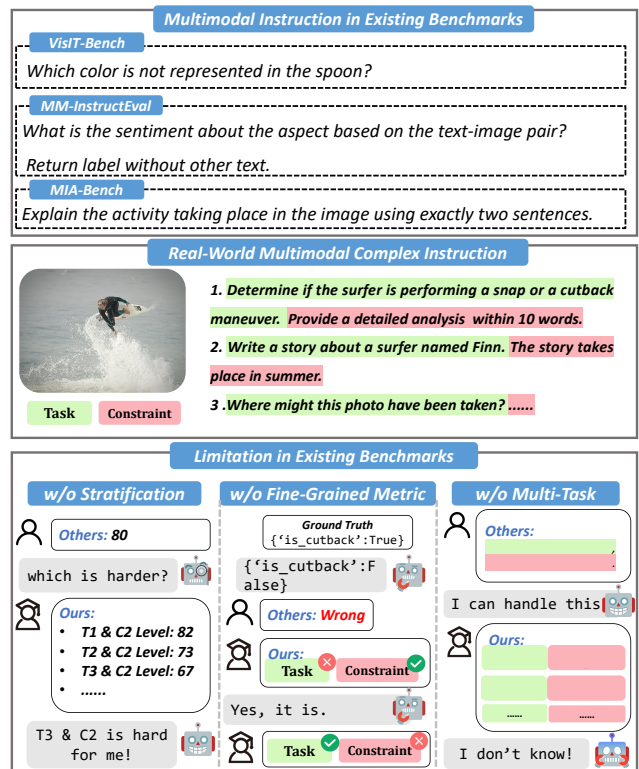 Multimodal Instruction in Existing Benchmarks
VisIT-Bench
Which color is not represented in the spoon?
MM-InstructEval
What is the sentiment about the aspect based on the text-image pair?
Return label without other text.
MIA-Bench
Explain the activity taking place in the image using exactly two sentences.
Real-World Multimodal Complex Instruction
1. Determine if the surfer is performing a snap or a cutback
maneuver. Provide a detailed analysis within 10 words.
2. Write a story about a surfer named Finn. The story takes
place in summer.
3 .Where might this photo have been taken? ......
Task Constraint
Limitation in Existing Benchmarks
w/o Stratification
Others: 80
which is harder?
Ours:
• T1 & C2 Level: 82
• T2 & C2 Level: 73
• T3 & C2 Level: 67
• ......
T3 & C2 is hard
for me!
w/o Fine-Grained Metric
Ground Truth
{‘is_cutback’:True}
{‘is_cutback’:F
alse}
Others: Wrong
Ours:
Task Constraint
Yes, it is.
Task Constraint
w/o Multi-Task
Others:
,
.
I can handle this
Ours:
...... ......
I don’t know!